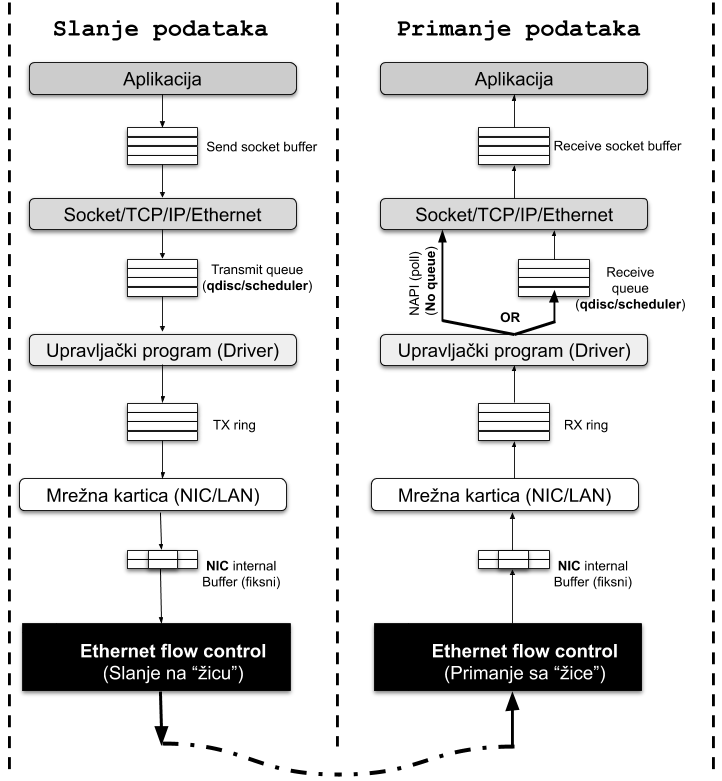 Slanje podataka
Aplikacija
Send socket buffer
Socket/TCP/IP/Ethernet
Transmit queue
(qdisc/scheduler)
Upravljački program (Driver)
TX ring
Mrežna kartica (NIC/LAN)
NIC internal
Buffer (fiksni)
Ethernet flow control
(Slanje na “žicu”)
Primanje podataka
Aplikacija
Receive socket buffer
Socket/TCP/IP/Ethernet
NAPI (poll)
(No queue)
OR
Receive
queue
(qdisc/scheduler)
Upravljački program (Driver)
RX ring
Mrežna kartica (NIC/LAN)
NIC internal
Buffer (fiksni)
Ethernet flow control
(Primanje sa “žice”)